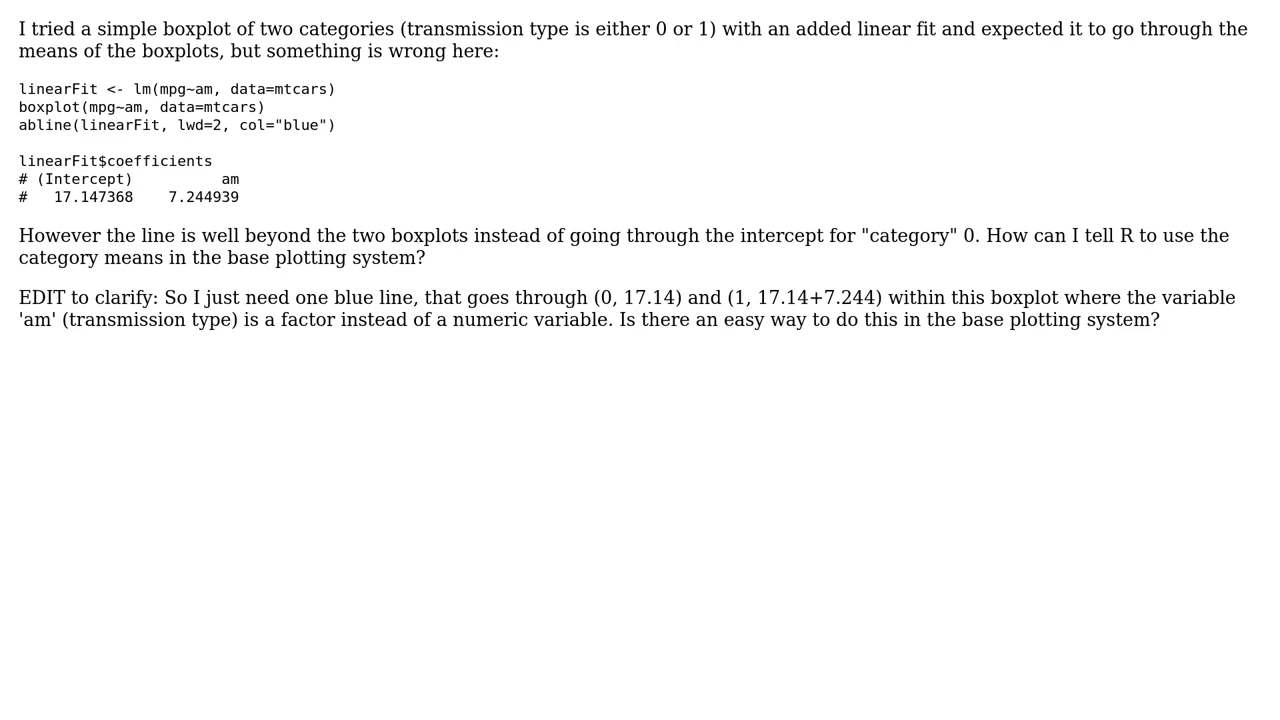 I tried a simple boxplot of two categories (transmission type is either 0 or 1) with an added linear fit and expected it to go through the
means of the boxplots, but something is wrong here:
linearFit <- lm(mpg~am, data=mtcars)
boxplot(mpg~am, data=mtcars)
abline(linearFit, lwd=2, col="blue")
linearFit$coefficients
# (Intercept)          am
#   17.147368    7.244939
However the line is well beyond the two boxplots instead of going through the intercept for "category" 0. How can I tell R to use the
category means in the base plotting system?
EDIT to clarify: So I just need one blue line, that goes through (0, 17.14) and (1, 17.14+7.244) within this boxplot where the variable
'am' (transmission type) is a factor instead of a numeric variable. Is there an easy way to do this in the base plotting system?